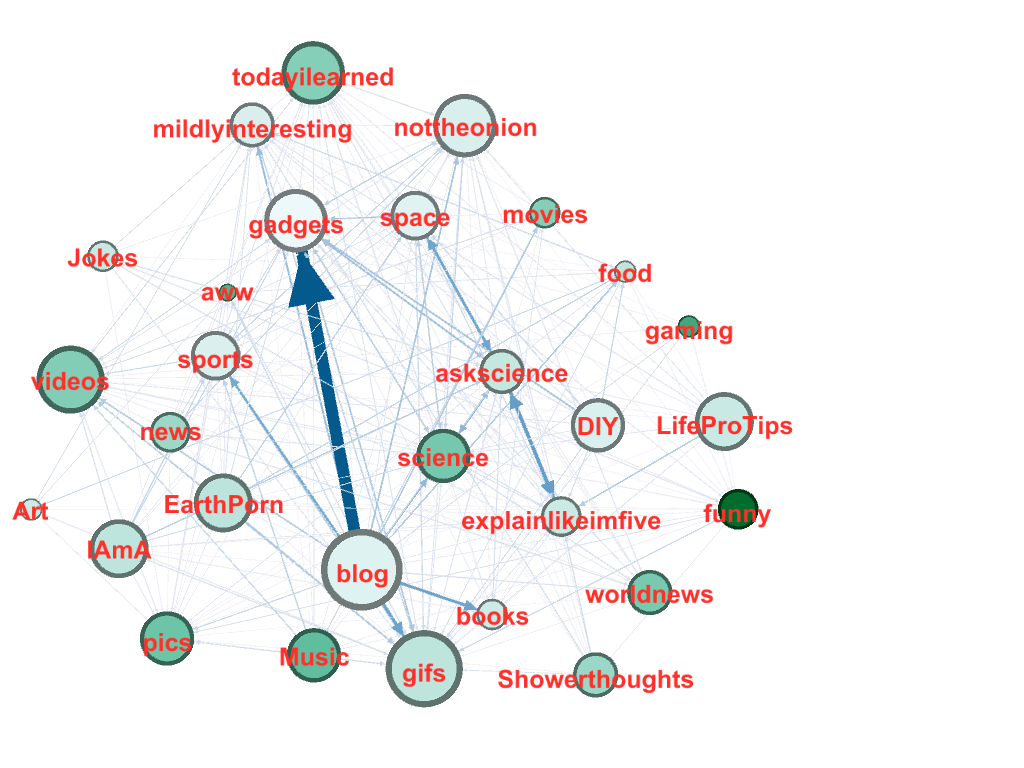 todayilearned
mildlyinteresting
nottheonion
gadgets
space
movies
Jokes
food
aww
gaming
sports
askscience
videos
DIY
LifeProTips
news
science
EarthPorn
Art
explainlikeimfive
funny
IAmA
blog
worldnews
books
pics
Music
gifs
Showerthoughts